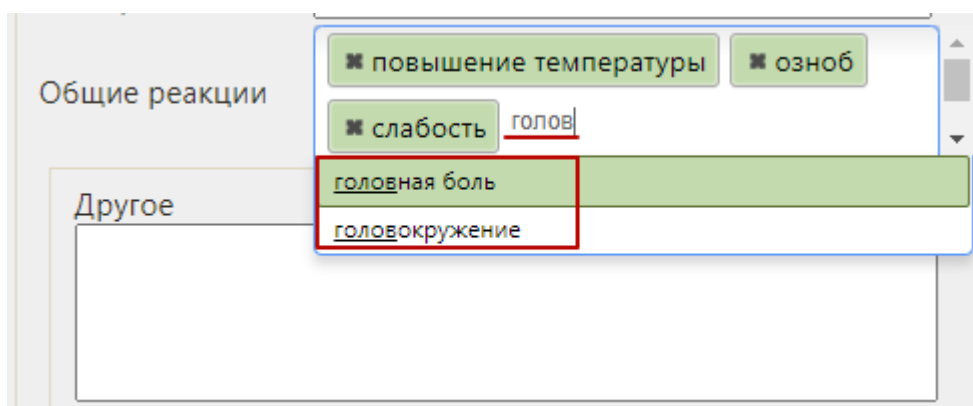 ✖ повышение температуры ✖ озноб
Общие реакции
✖ слабость голов
головная боль
Другое
головокружение